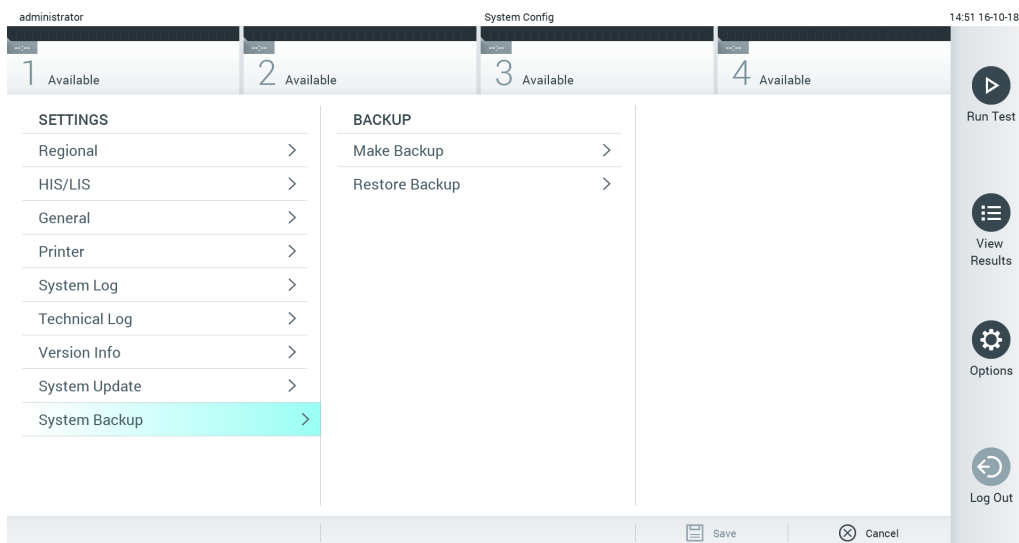 administrator
System Config
14:51 16-10-18
--:--
1 Available
--:--
2 Available
--:--
3 Available
--:--
4 Available
Run Test
View
Results
Options
Log Out
SETTINGS
Regional
HIS/LIS
General
Printer
System Log
Technical Log
Version Info
System Update
System Backup
BACKUP
Make Backup
Restore Backup
Save
Cancel